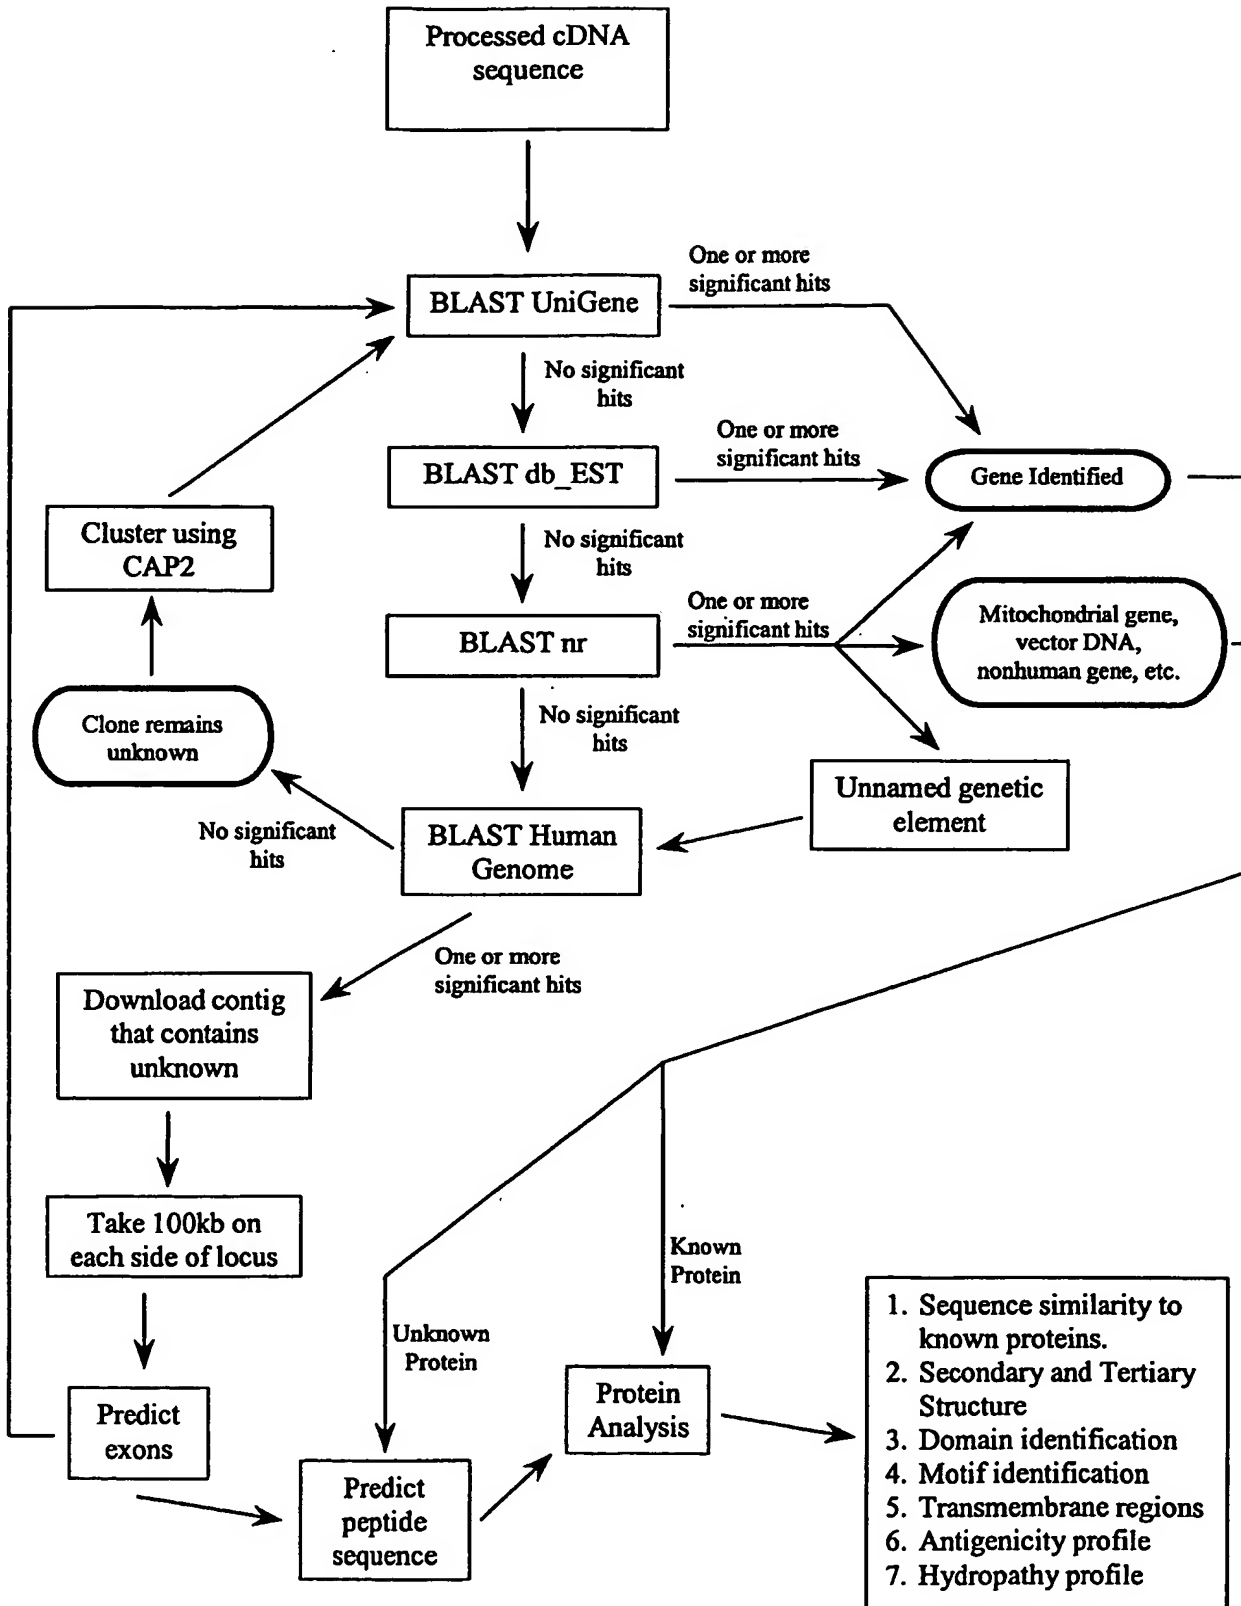 Processed cDNA
sequence
One or more
significant hits
BLAST UniGene
No significant
hits
One or more
significant hits
BLAST db_EST
Gene Identified
Cluster using
CAP2
No significant
hits
One or more
significant hits
BLAST nr
Mitochondrial gene,
vector DNA,
nonhuman gene, etc.
Clone remains
unknown
No significant
hits
Unnamed genetic
element
No significant
hits
BLAST Human
Genome
One or more
significant hits
Download contig
that contains
unknown
Take 100kb on
each side of locus
Known
Protein
Unknown
Protein
Predict
exons
Protein
Analysis
Predict
peptide
sequence
1. Sequence similarity to
known proteins.
2. Secondary and Tertiary
Structure
3. Domain identification
4. Motif identification
5. Transmembrane regions
6. Antigenicity profile
7. Hydropathy profile